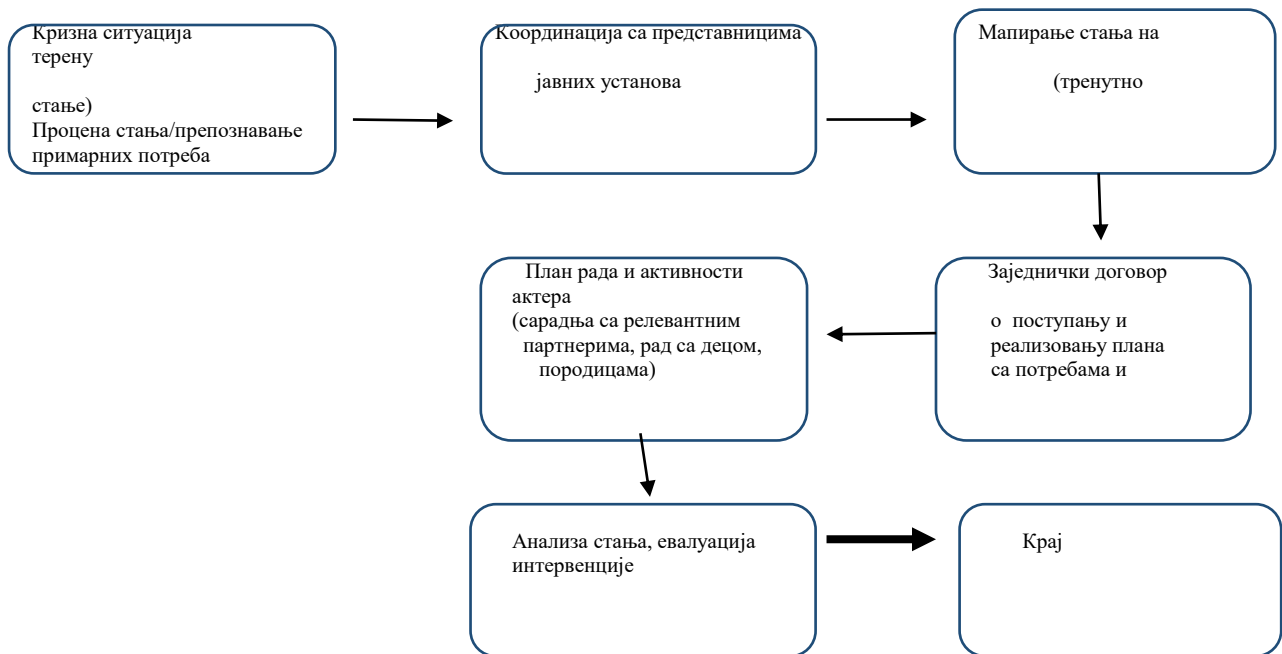 Кризна ситуација
терену
стање)
Процена стања/препознавање
примарних потреба
Координација са представницима
јавних установа
Мапирање стања на
(тренутно
Заједнички договор
о поступању и
реализовању плана
са потребама и
План рада и активности
актера
(сарадња са релевантним
партнерима, рад са децом,
породицама)
Анализа стања, евалуација
интервенције
Крај